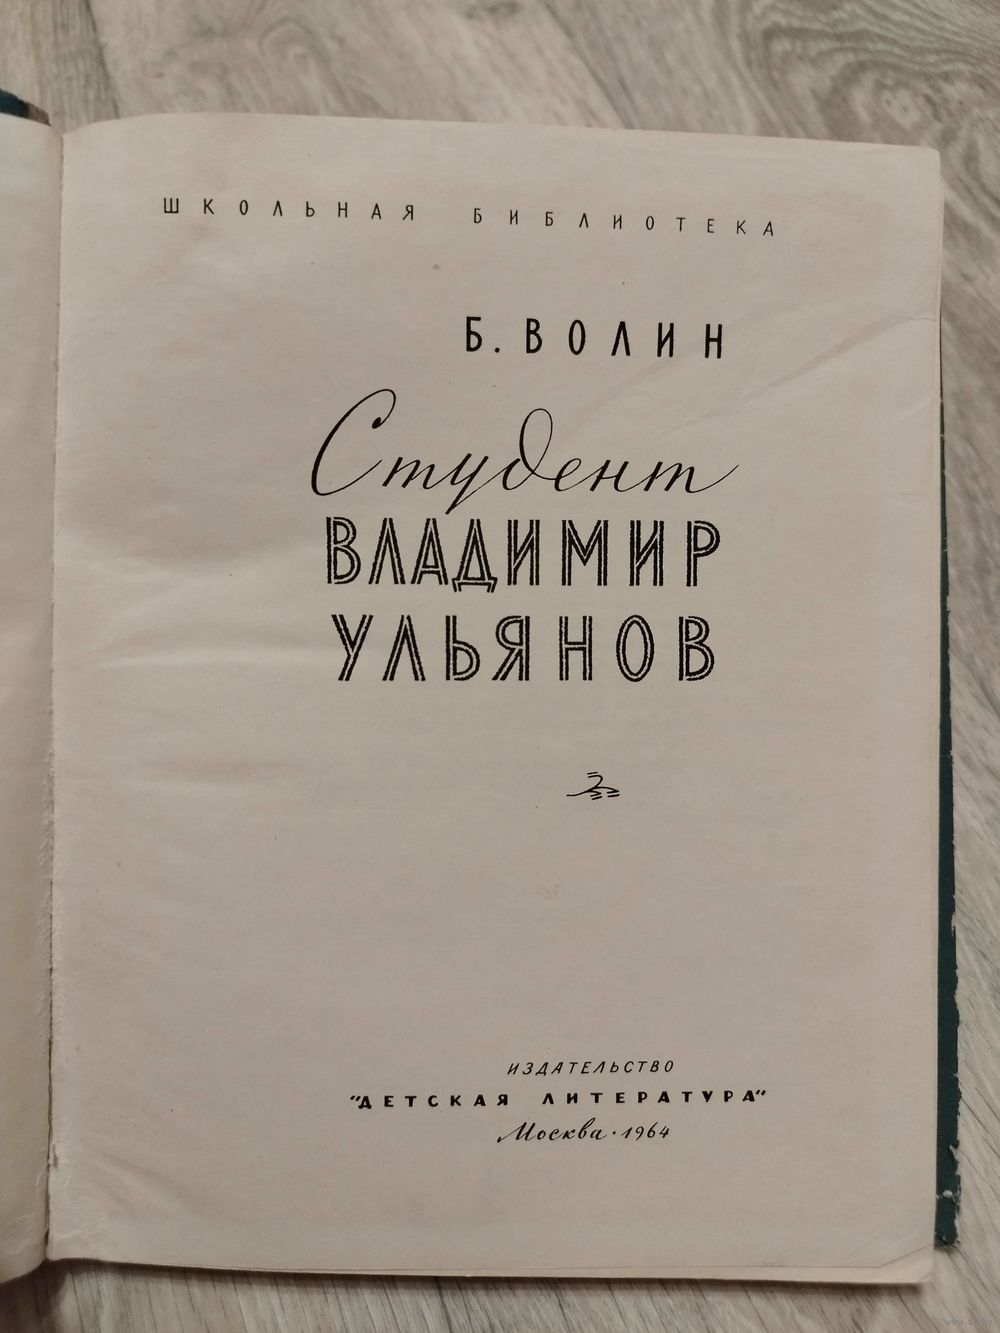 ШКОЛЬНАЯ БИБЛИОТЕКА
Б. ВОЛИН
Студент
ВЛАДИМИР
УЛЬЯНОВ
ИЗДАТЕЛЬСТВО
"ДЕТСКАЯ ЛИТЕРАТУРА"
Москва · 1964